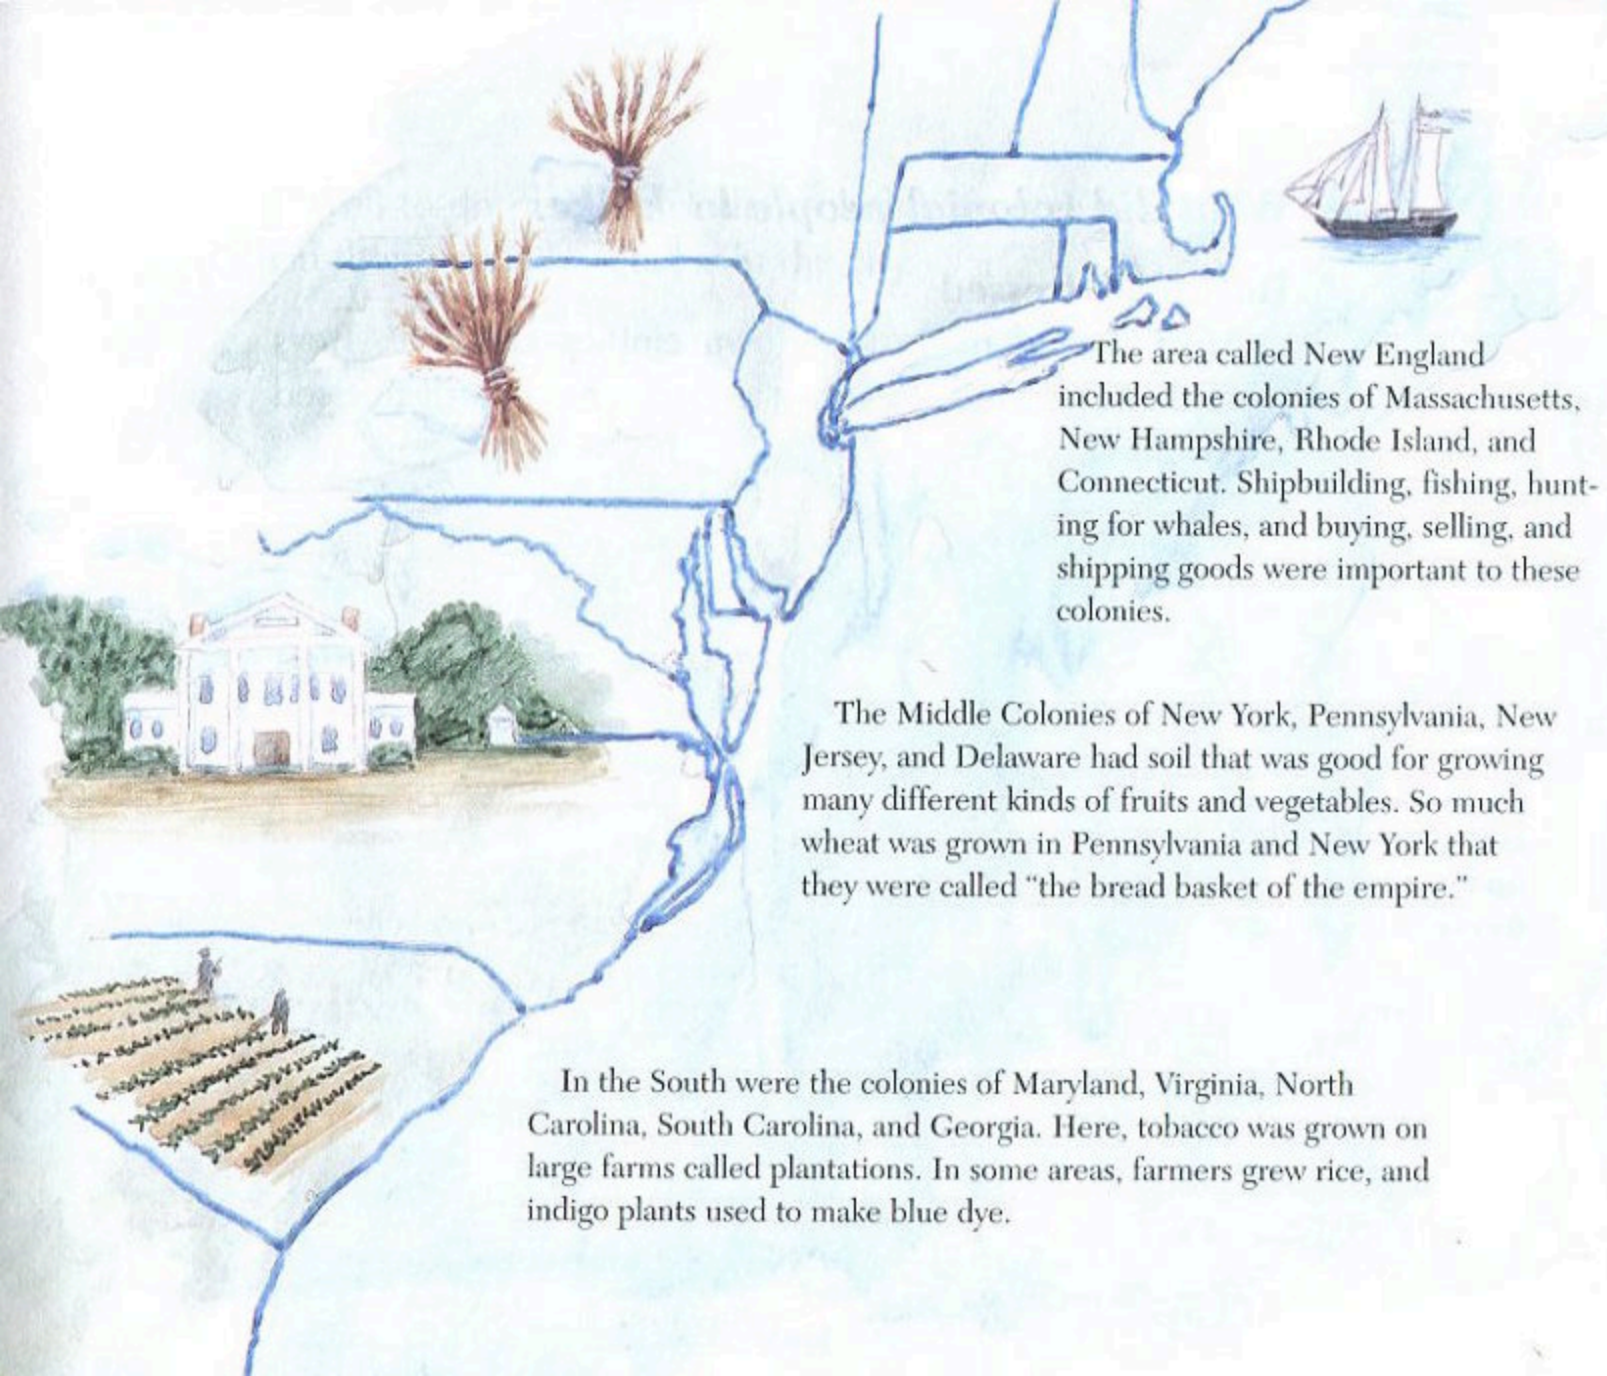 The area called New England
included the colonies of Massachusetts,
New Hampshire, Rhode Island, and
Connecticut. Shipbuilding, fishing, hunt-
ing for whales, and buying, selling, and
shipping goods were important to these
colonies.
The Middle Colonies of New York, Pennsylvania, New
Jersey, and Delaware had soil that was good for growing
many different kinds of fruits and vegetables. So much
wheat was grown in Pennsylvania and New York that
they were called “the bread basket of the empire.”
In the South were the colonies of Maryland, Virginia, North
Carolina, South Carolina, and Georgia. Here, tobacco was grown on
large farms called plantations. In some areas, farmers grew rice, and
indigo plants used to make blue dye.